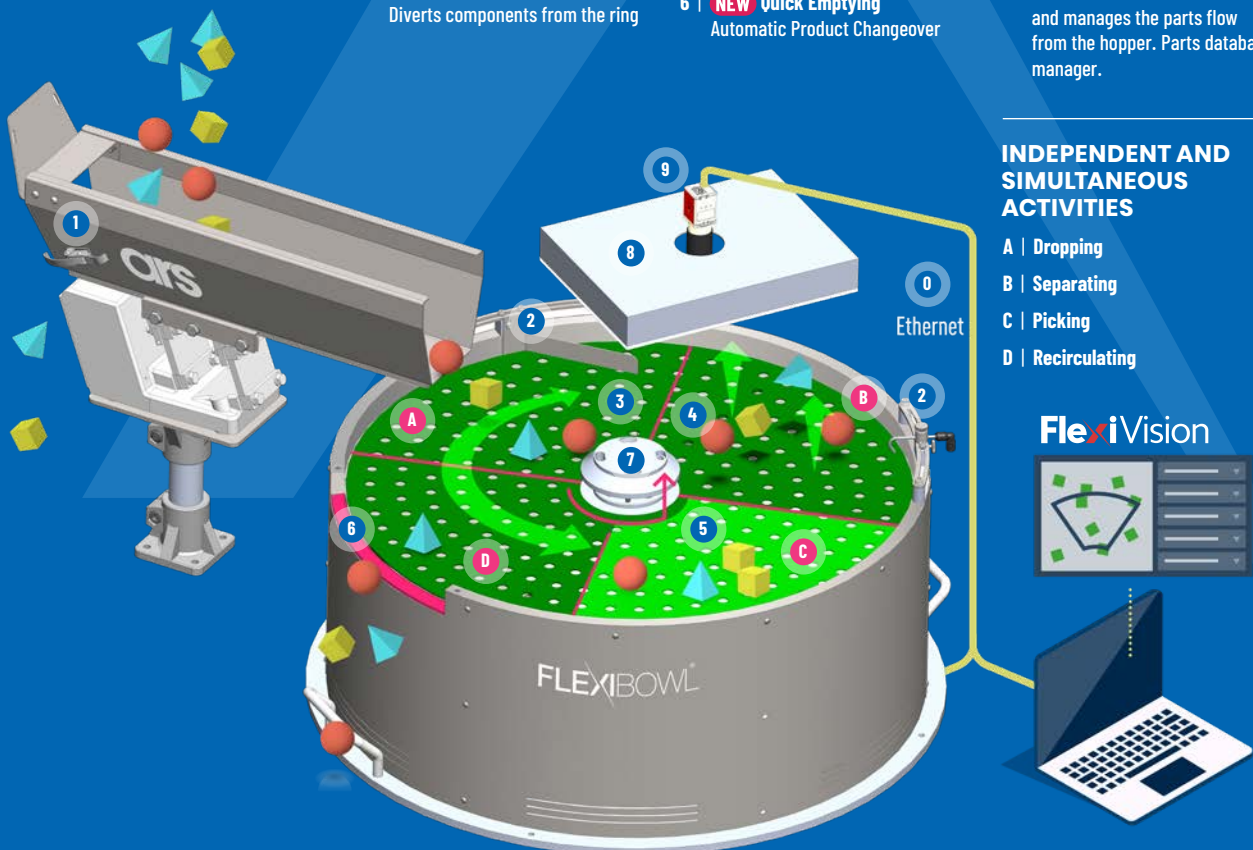 Diverts components from the ring
6 | NEW Quick Emptying
Automatic Product Changeover
and manages the parts flow
from the hopper. Parts databa
manager.
INDEPENDENT AND
SIMULTANEOUS
ACTIVITIES
A | Dropping
B | Separating
C | Picking
D | Recirculating
FlexiVision
1
ars
2
9
8
0
Ethernet
A
3
4
B
2
7
6
5
D
C
FLEXIBOWL®